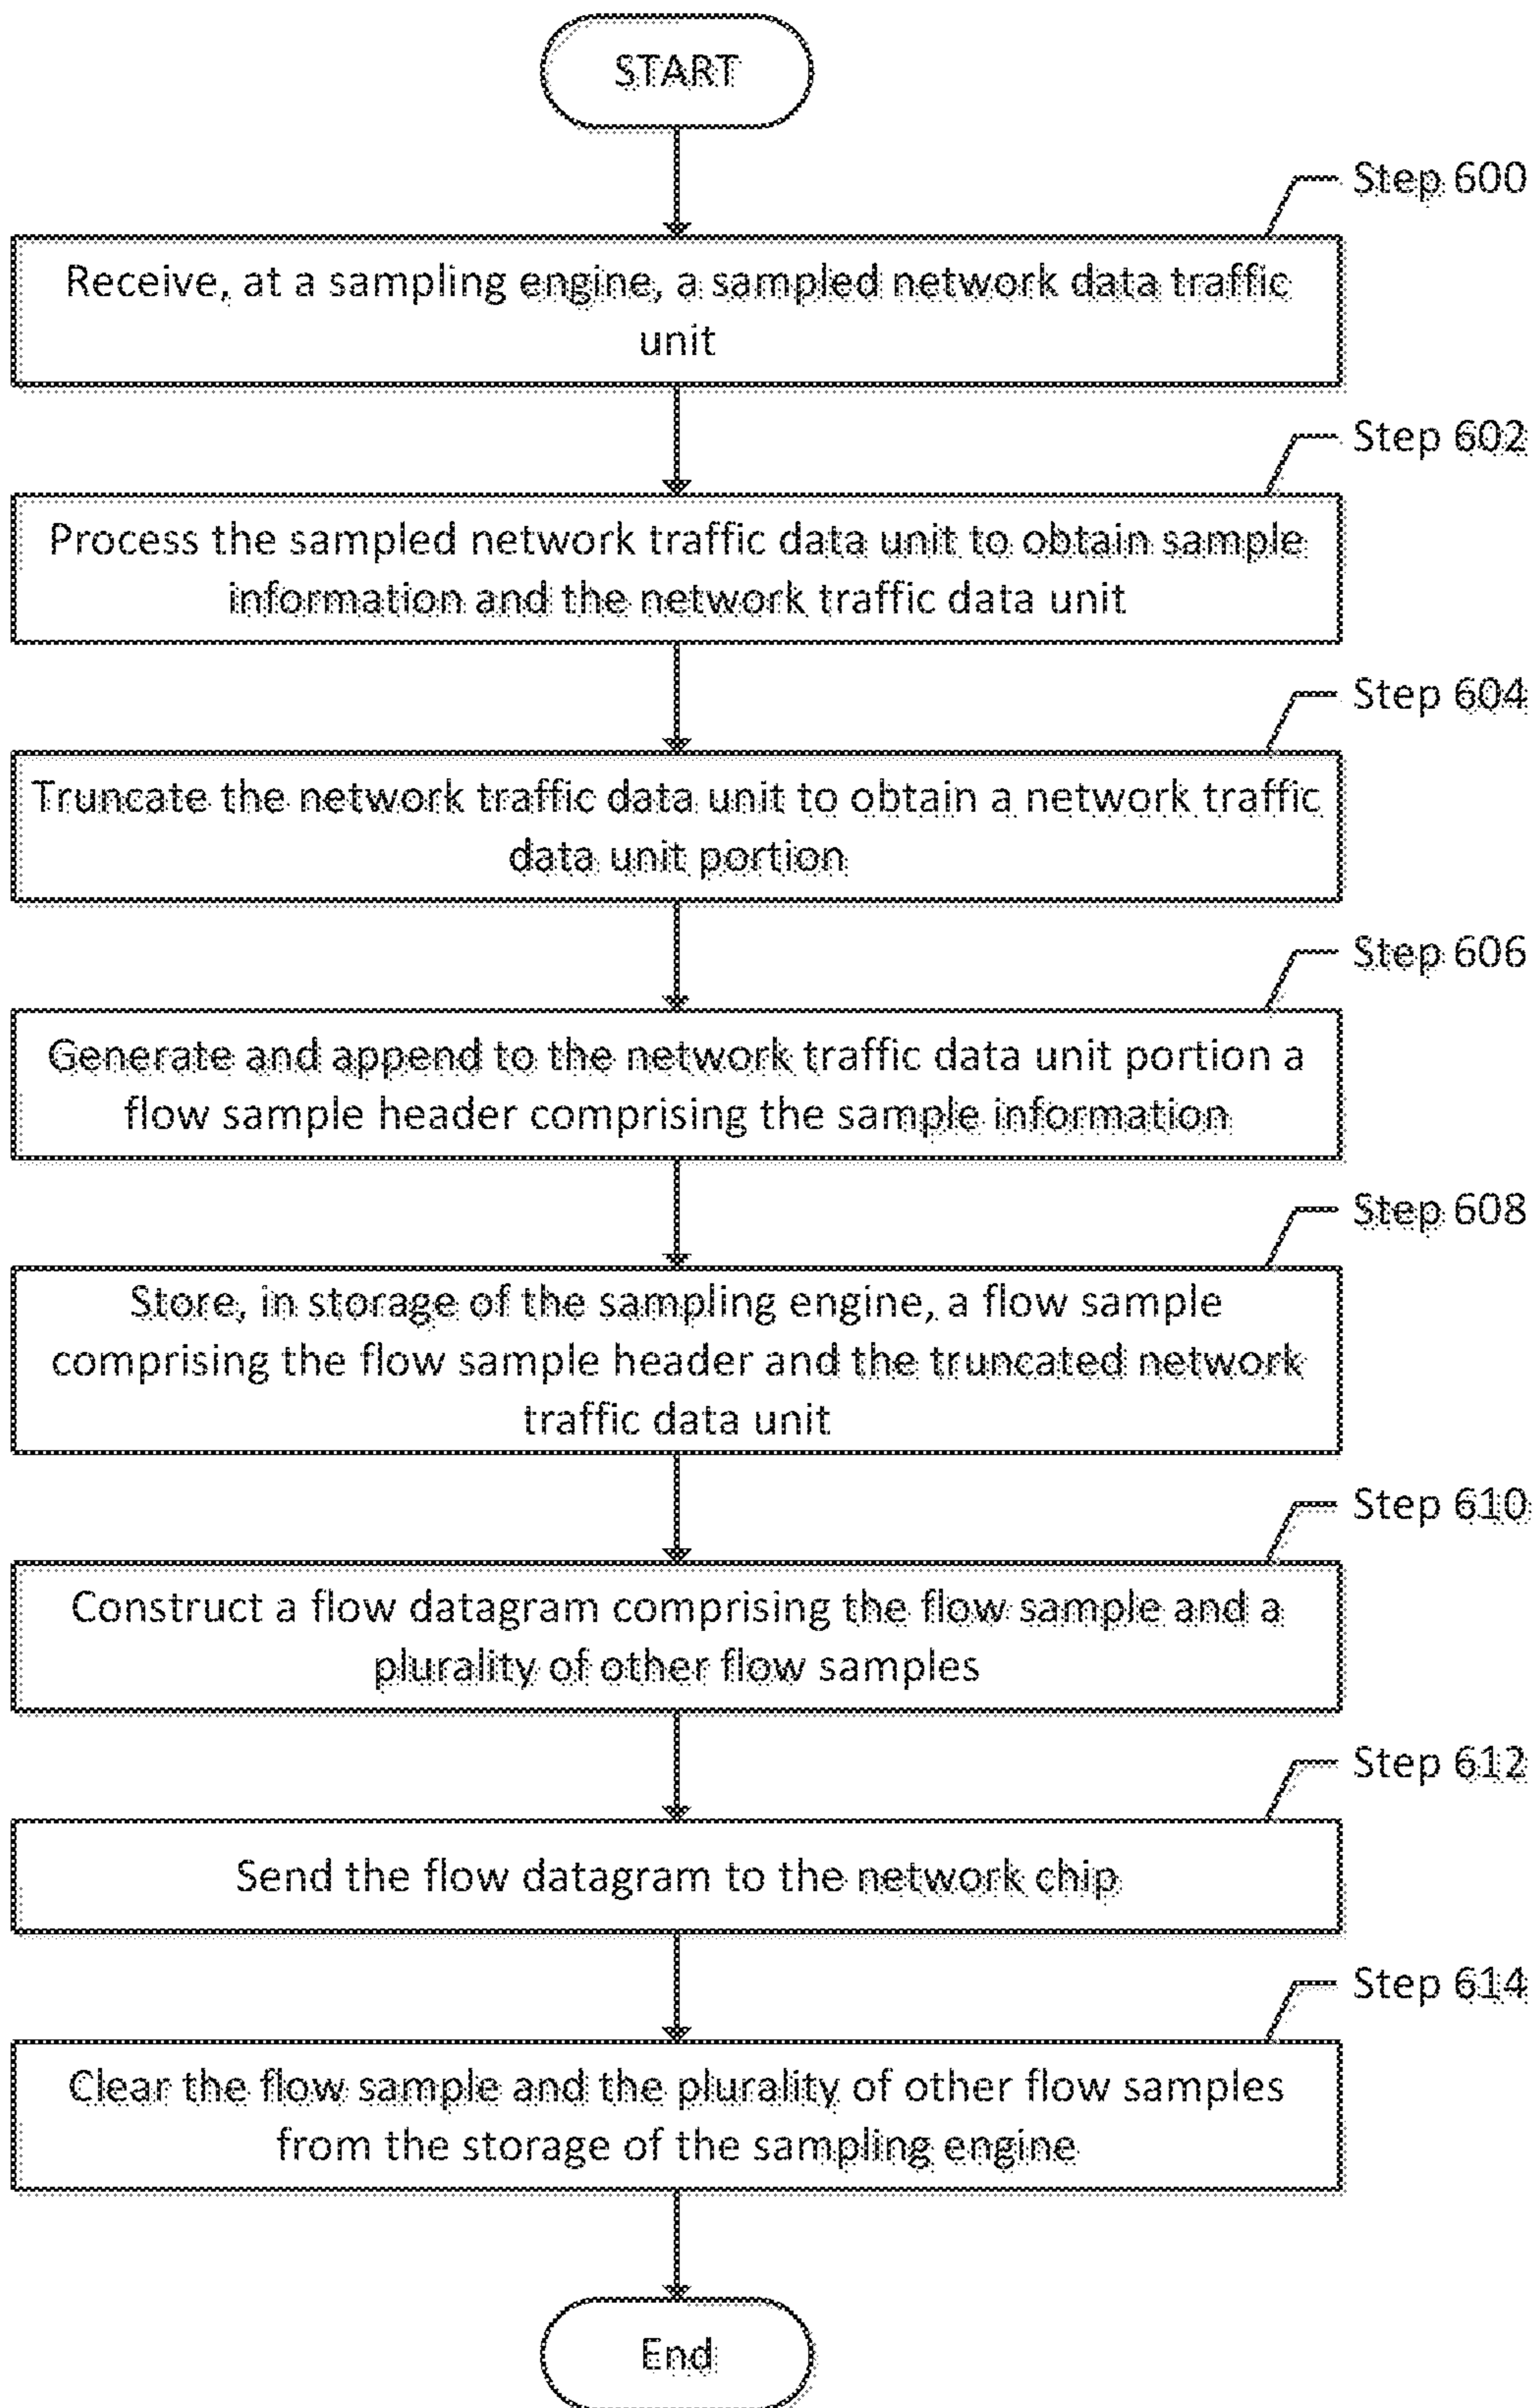 START
Step 600
Receive, at a sampling engine, a sampled network data traffic
unit
Step 602
Process the sampled network traffic data unit to obtain sample
information and the network traffic data unit
Step 604
Truncate the network traffic data unit to obtain a network traffic
data unit portion
Step 606
Generate and append to the network traffic data unit portion a
flow sample header comprising the sample information
Step 608
Store, in storage of the sampling engine, a flow sample
comprising the flow sample header and the truncated network
traffic data unit
Step 610
Construct a flow datagram comprising the flow sample and a
plurality of other flow samples
Step 612
Send the flow datagram to the network chip
Step 614
Clear the flow sample and the plurality of other flow samples
from the storage of the sampling engine
End